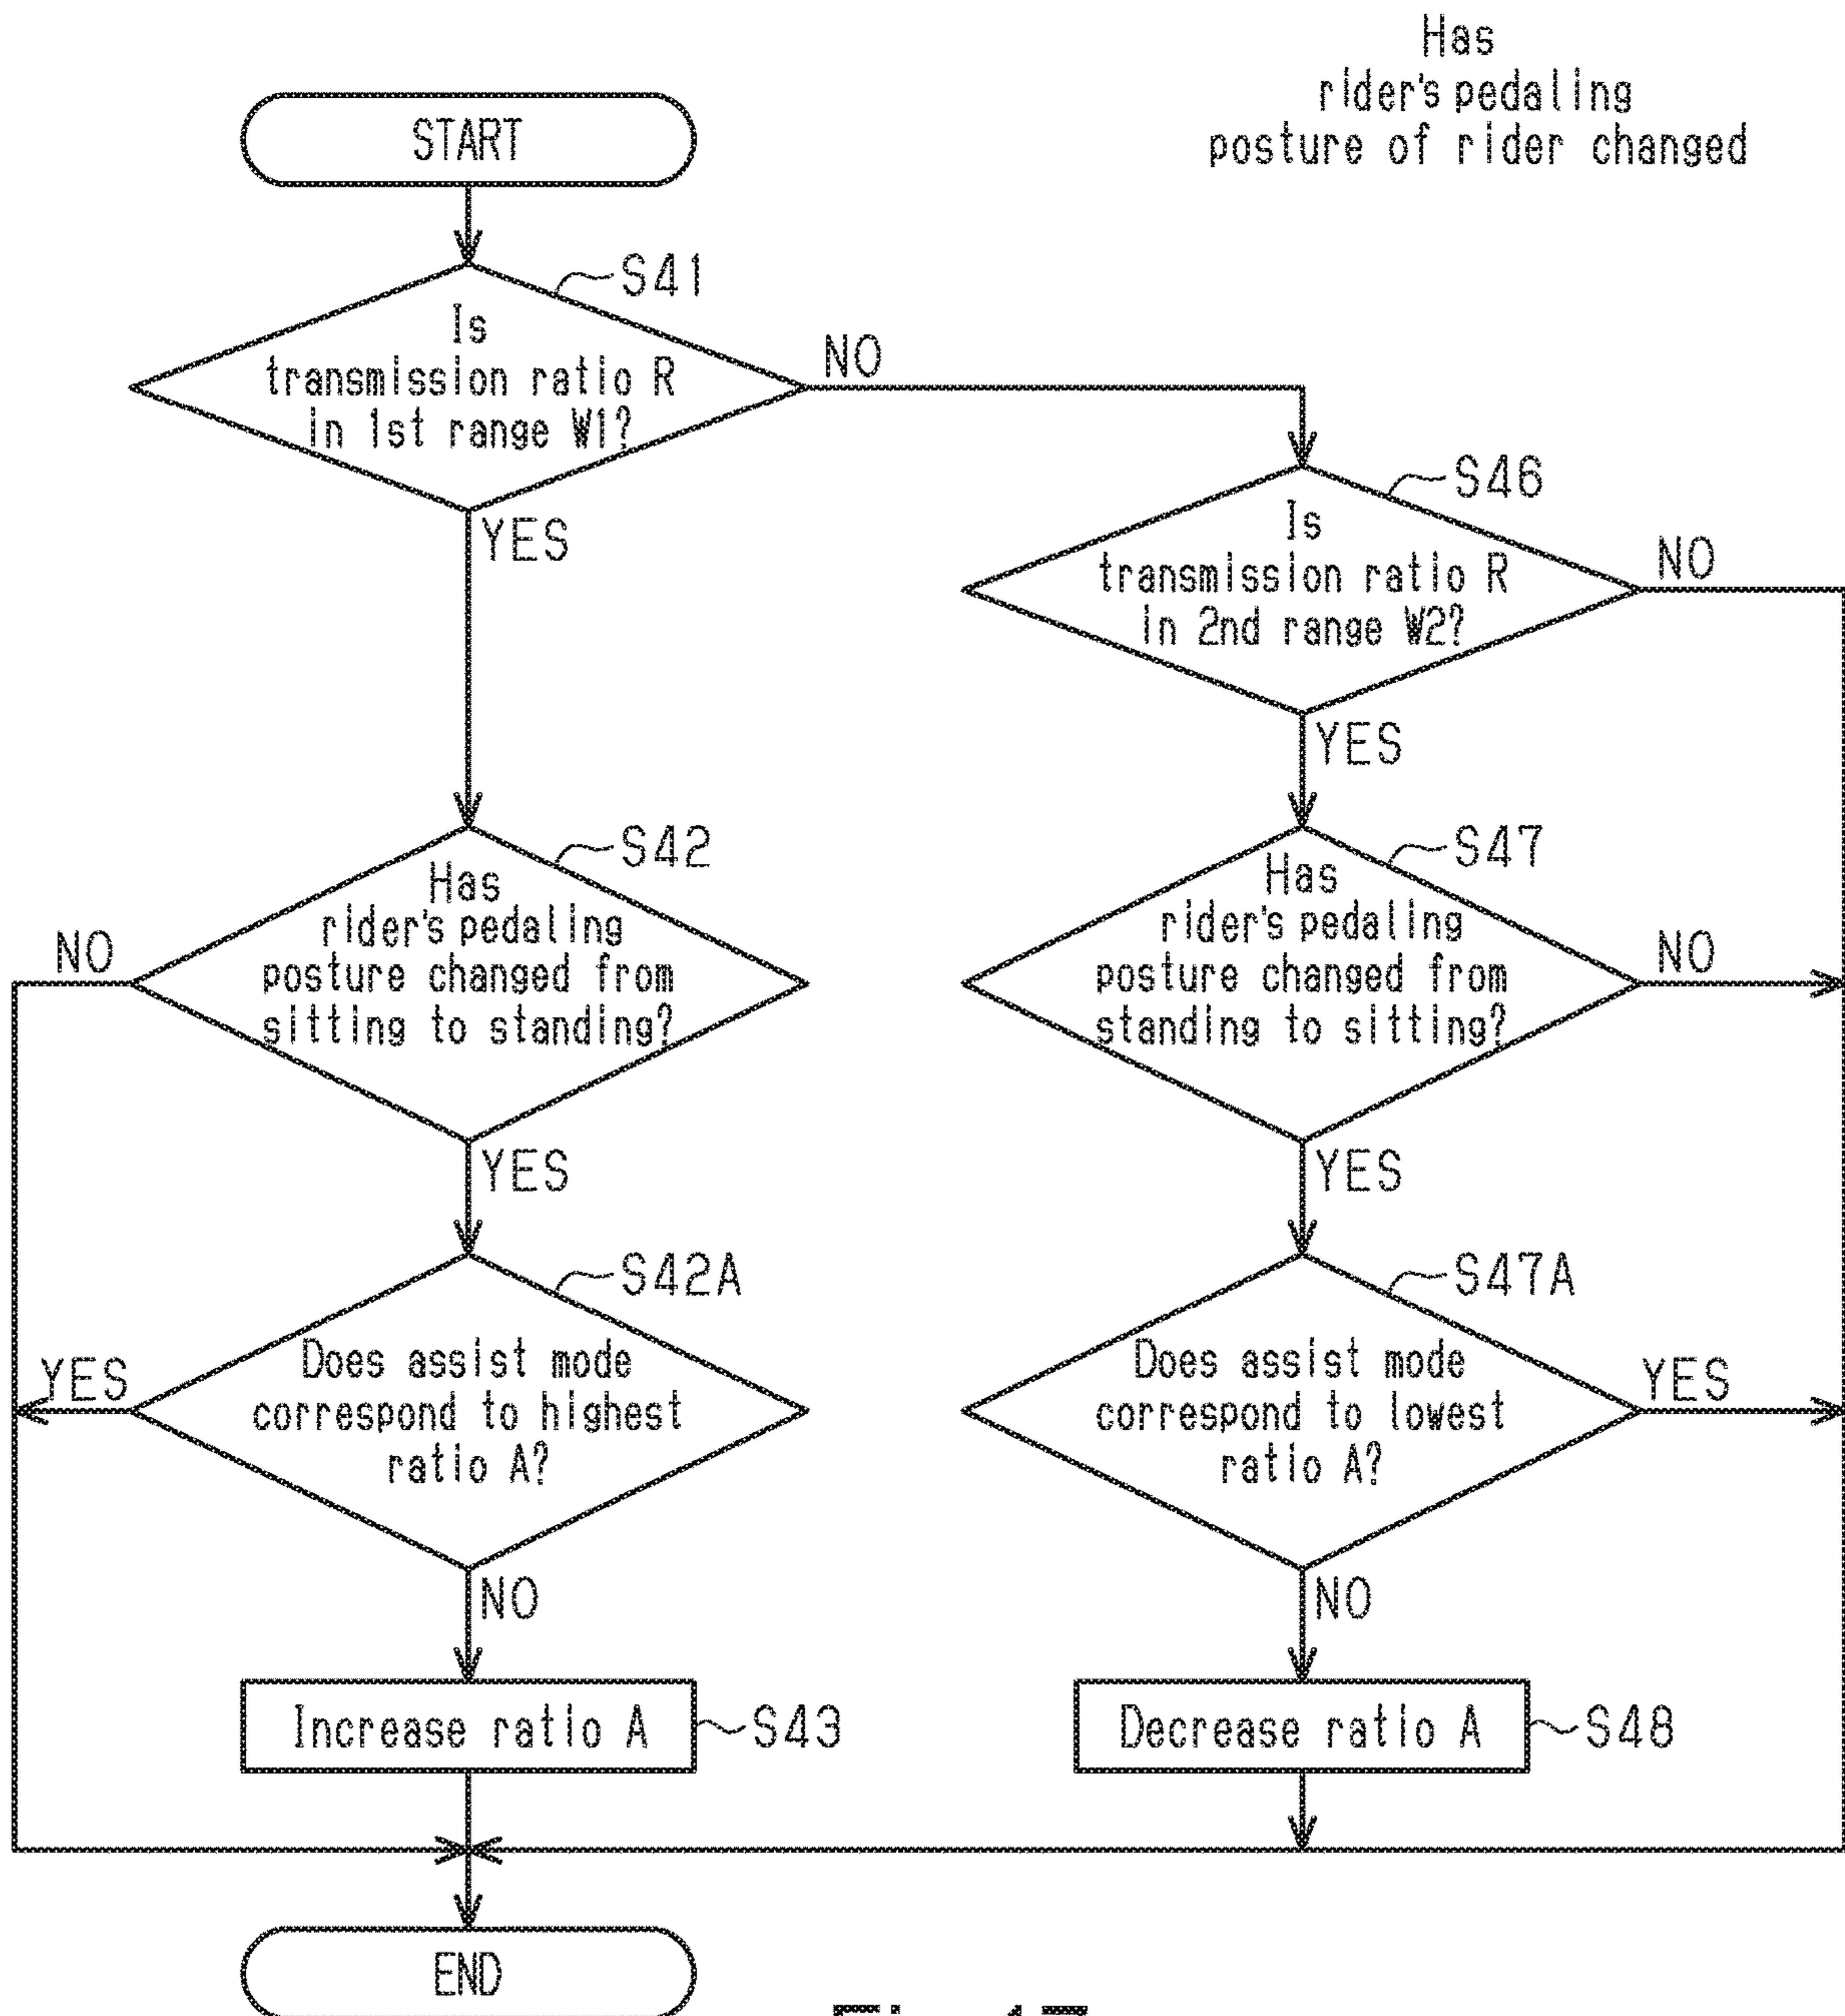 Has
rider's pedaling
posture of rider changed
START
S41
Is
transmission ratio R
in 1st range W1?
NO
YES
S46
Is
transmission ratio R
in 2nd range W2?
NO
YES
S42
Has
rider's pedaling
posture changed from
sitting to standing?
NO
YES
S47
Has
rider's pedaling
posture changed from
standing to sitting?
NO
YES
S42A
Does assist mode
correspond to highest
ratio A?
YES
NO
S47A
Does assist mode
correspond to lowest
ratio A?
YES
NO
Increase ratio A
S43
Decrease ratio A
S48
END